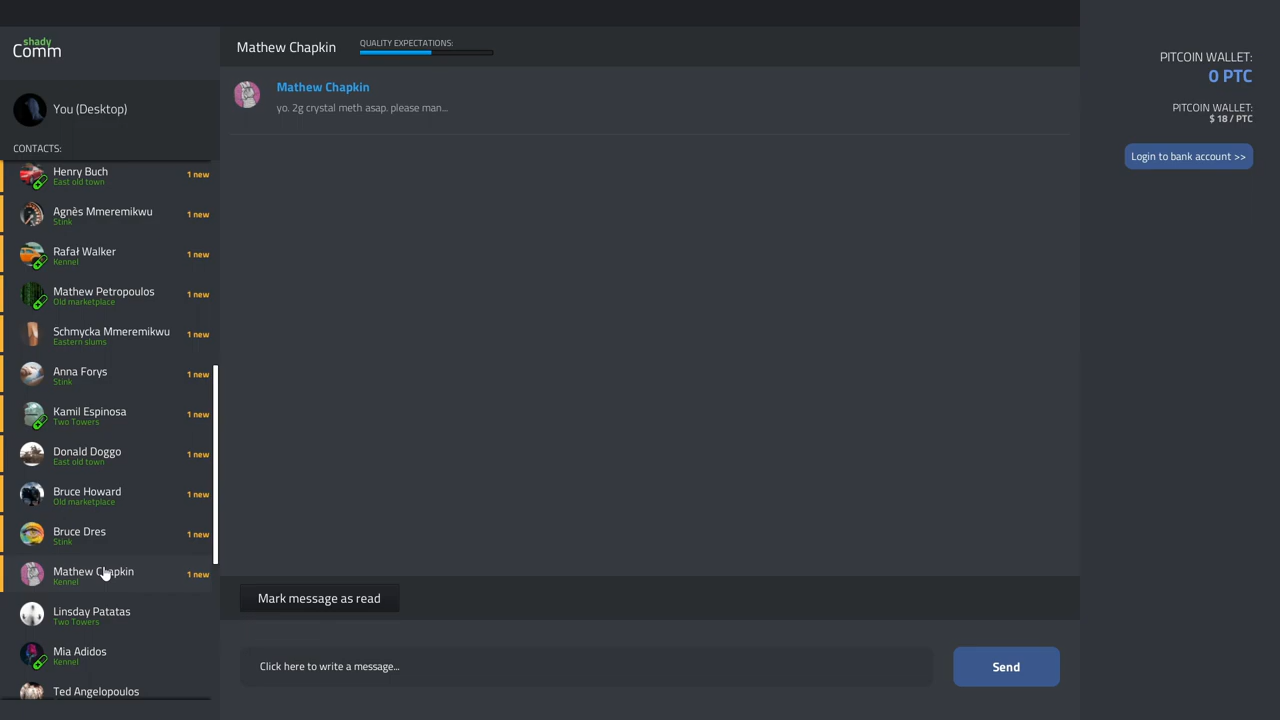 shady
Comm
You (Desktop)
CONTACTS:
Henry Buch
East old town
1 new
Agnès Mmeremikwu
Stink
1 new
Rafał Walker
Kennel
1 new
Mathew Petropoulos
Old marketplace
1 new
Schmycka Mmeremikwu
Eastern slums
1 new
Anna Forys
Stink
1 new
Kamil Espinosa
Two Towers
1 new
Donald Doggo
East old town
1 new
Bruce Howard
Old marketplace
1 new
Bruce Dres
Stink
1 new
Mathew Chapkin
Kennel
1 new
Linsday Patatas
Two Towers
Mia Adidos
Kennel
Ted Angelopoulos
Mathew Chapkin
QUALITY EXPECTATIONS:
Mathew Chapkin
yo. 2g crystal meth asap. please man...
Mark message as read
Click here to write a message...
Send
PITCOIN WALLET:
0 PTC
PITCOIN WALLET:
$ 18 / PTC
Login to bank account >>